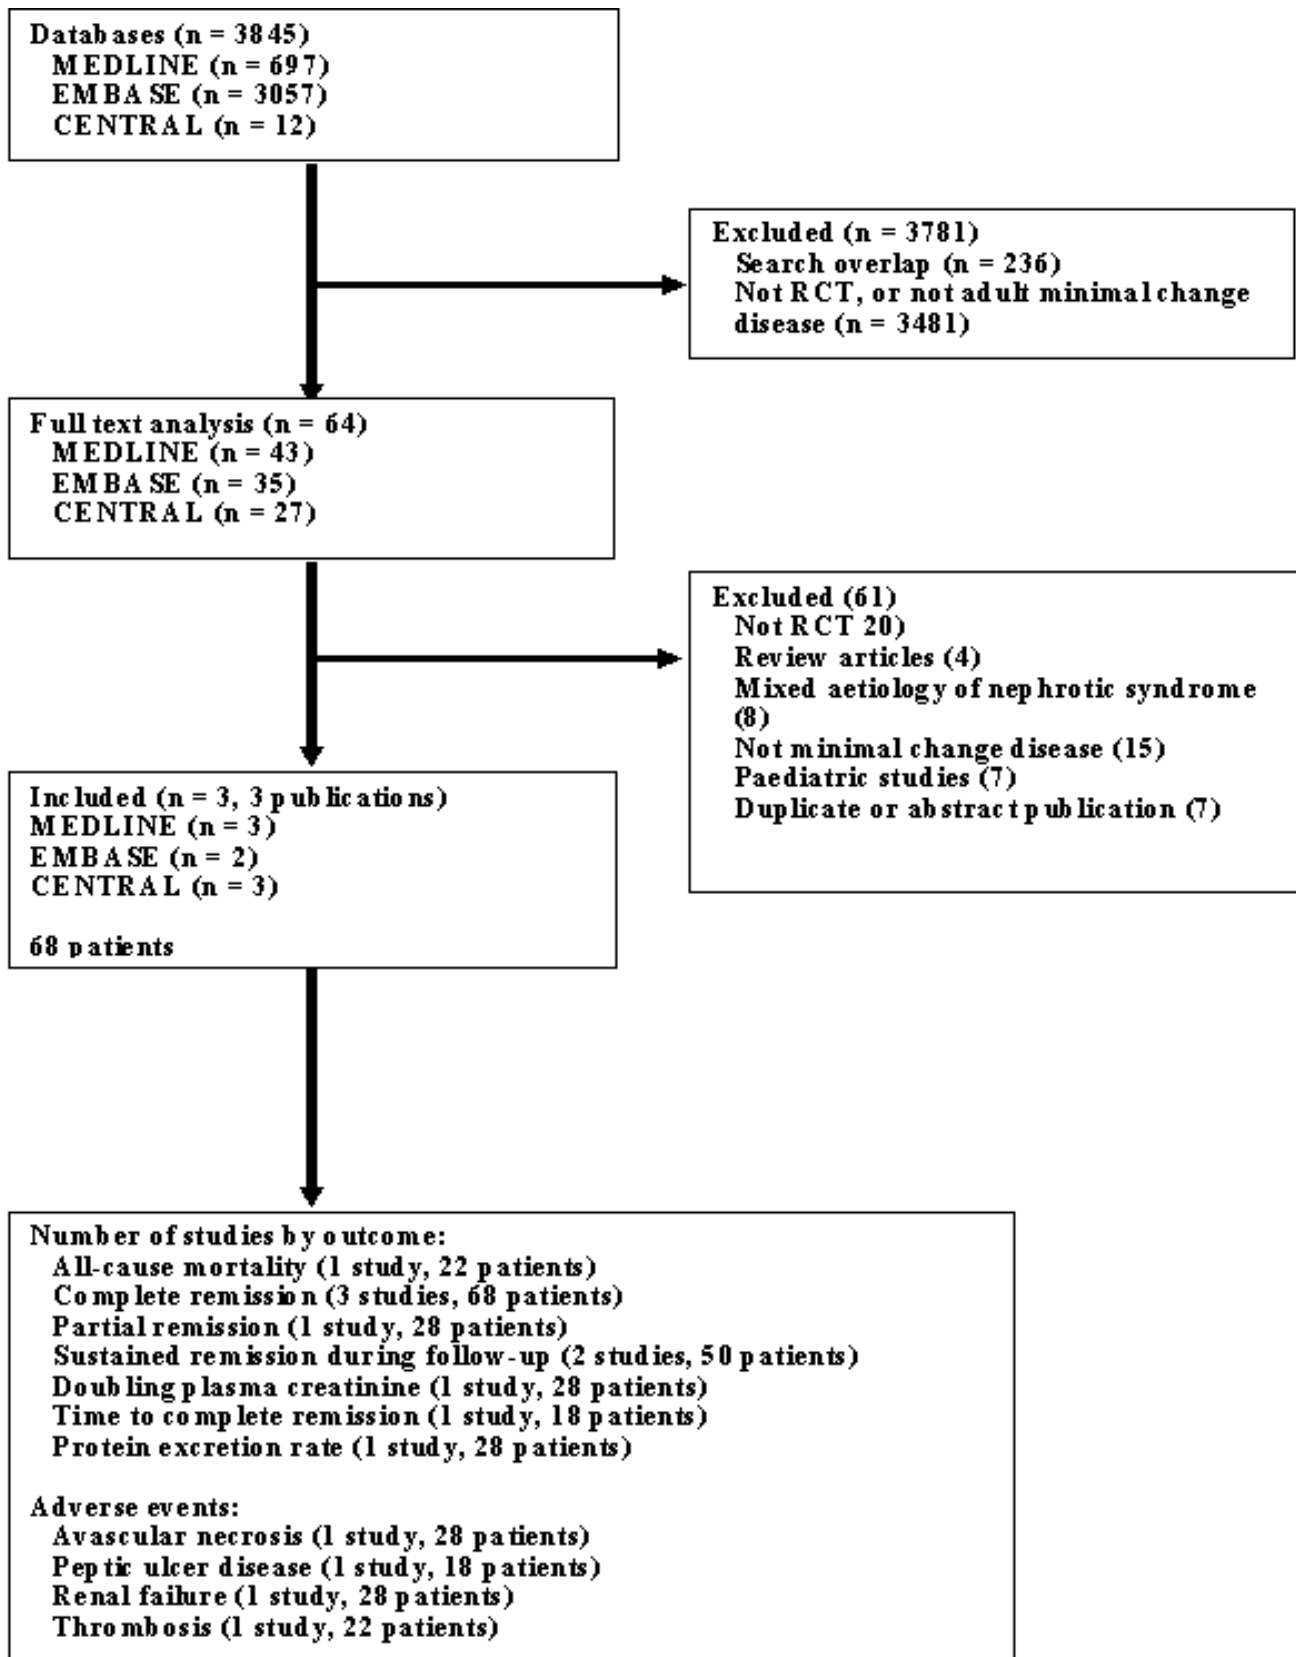 Databases (n = 3845)
MEDLINE (n = 697)
EMBASE (n = 3057)
CENTRAL (n = 12)
Excluded (n = 3781)
Search overlap (n = 236)
Not RCT, or not adult minimal change
disease (n = 3481)
Full text analysis (n = 64)
MEDLINE (n = 43)
EMBASE (n = 35)
CENTRAL (n = 27)
Excluded (61)
Not RCT 20)
Review articles (4)
Mixed aetiology of nephrotic syndrome
(8)
Not minimal change disease (15)
Paediatric studies (7)
Duplicate or abstract publication (7)
Included (n = 3, 3 publications)
MEDLINE (n = 3)
EMBASE (n = 2)
CENTRAL (n = 3)
68 patients
Number of studies by outcome:
All-cause mortality (1 study, 22 patients)
Complete remission (3 studies, 68 patients)
Partial remission (1 study, 28 patients)
Sustained remission during follow-up (2 studies, 50 patients)
Doubling plasma creatinine (1 study, 28 patients)
Time to complete remission (1 study, 18 patients)
Protein excretion rate (1 study, 28 patients)
Adverse events:
Avascular necrosis (1 study, 28 patients)
Peptic ulcer disease (1 study, 18 patients)
Renal failure (1 study, 28 patients)
Thrombosis (1 study, 22 patients)